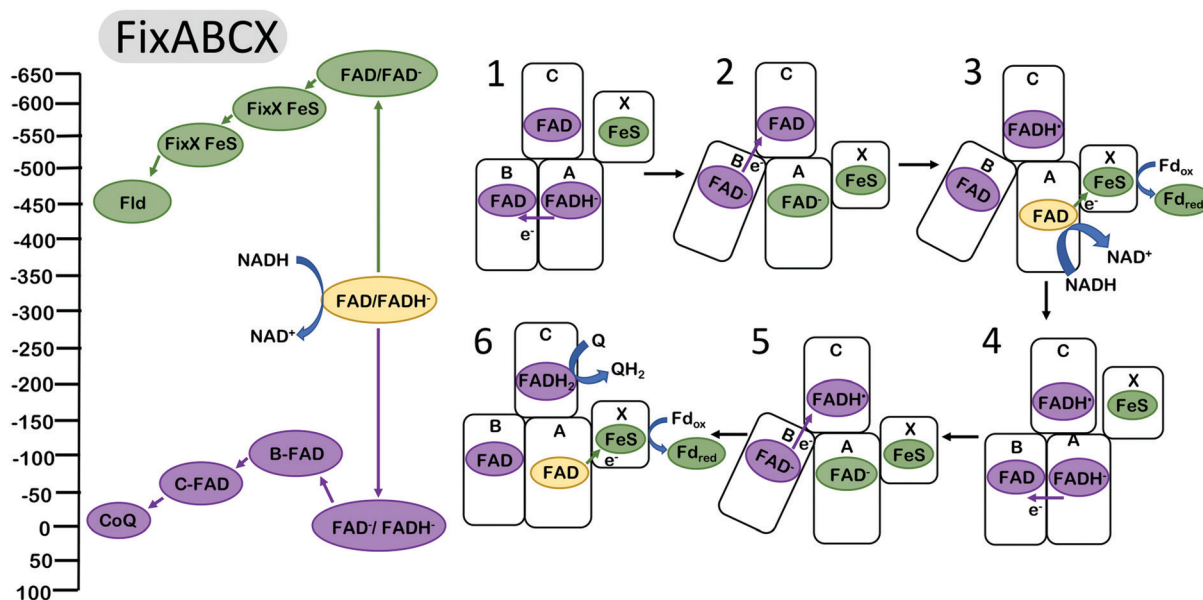 FixABCX
-650
-600
-550
-500
-450
-400
-350
-300
-250
-200
-150
-100
-50
0
50
100
FAD/FAD⁻
FixX FeS
FixX FeS
Fld
NADH
NAD⁺
FAD/FADH⁻
B-FAD
C-FAD
CoQ
FAD⁻/ FADH⁻
1
C
FAD
X
FeS
B
A
FAD
FADH⁻
e⁻
2
C
FAD
B
e⁻
FAD⁻
A
FAD⁻
X
FeS
3
C
FADH•
B
FAD
A
FAD
e⁻
X
FeS
Fdox
Fdred
NAD⁺
NADH
4
C
FADH•
X
FeS
B
A
FAD
FADH⁻
e⁻
5
C
FADH•
B
e⁻
FAD⁻
A
FAD⁻
X
FeS
6
C
FADH₂
Q
QH₂
B
FAD
A
FAD
e⁻
X
FeS
Fdox
Fdred